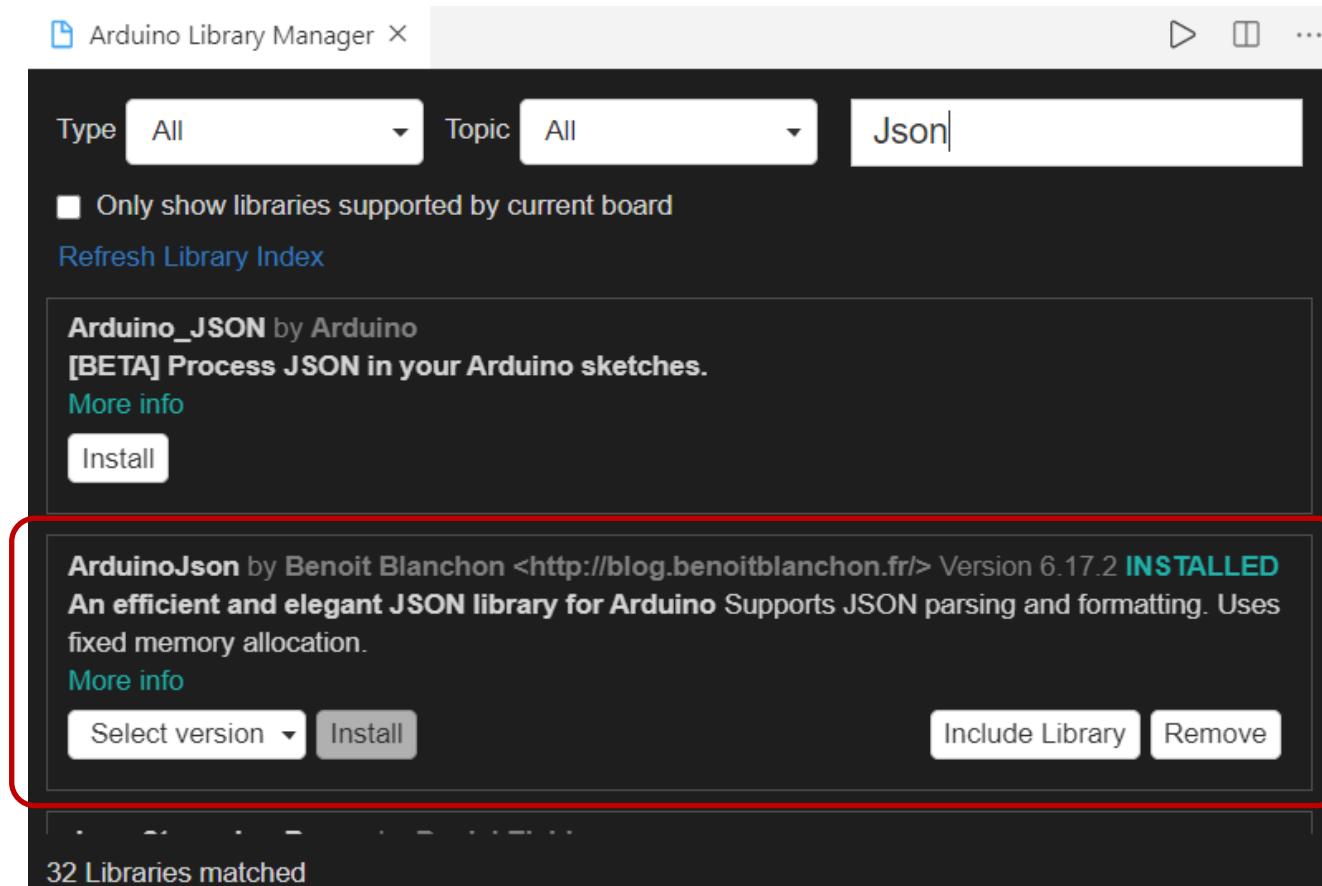 Arduino Library Manager
Type All Topic All Json
Only show libraries supported by current board
Refresh Library Index
Arduino_JSON by Arduino
[BETA] Process JSON in your Arduino sketches.
More info
Install
ArduinoJson by Benoit Blanchon <http://blog.benoitblanchon.fr/> Version 6.17.2 INSTALLED
An efficient and elegant JSON library for Arduino Supports JSON parsing and formatting. Uses
fixed memory allocation.
More info
Select version Install Include Library Remove
32 Libraries matched